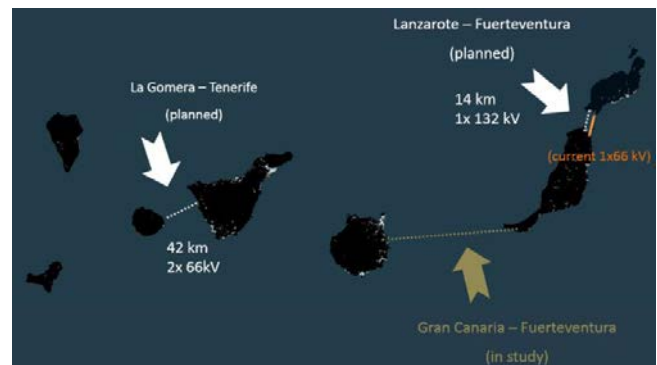 Lanzarote – Fuerteventura
(planned)
La Gomera – Tenerife
(planned)
14 km
1x 132 kV
(current 1x66 kV)
42 km
2x 66kV
Gran Canaria – Fuerteventura
(in study)